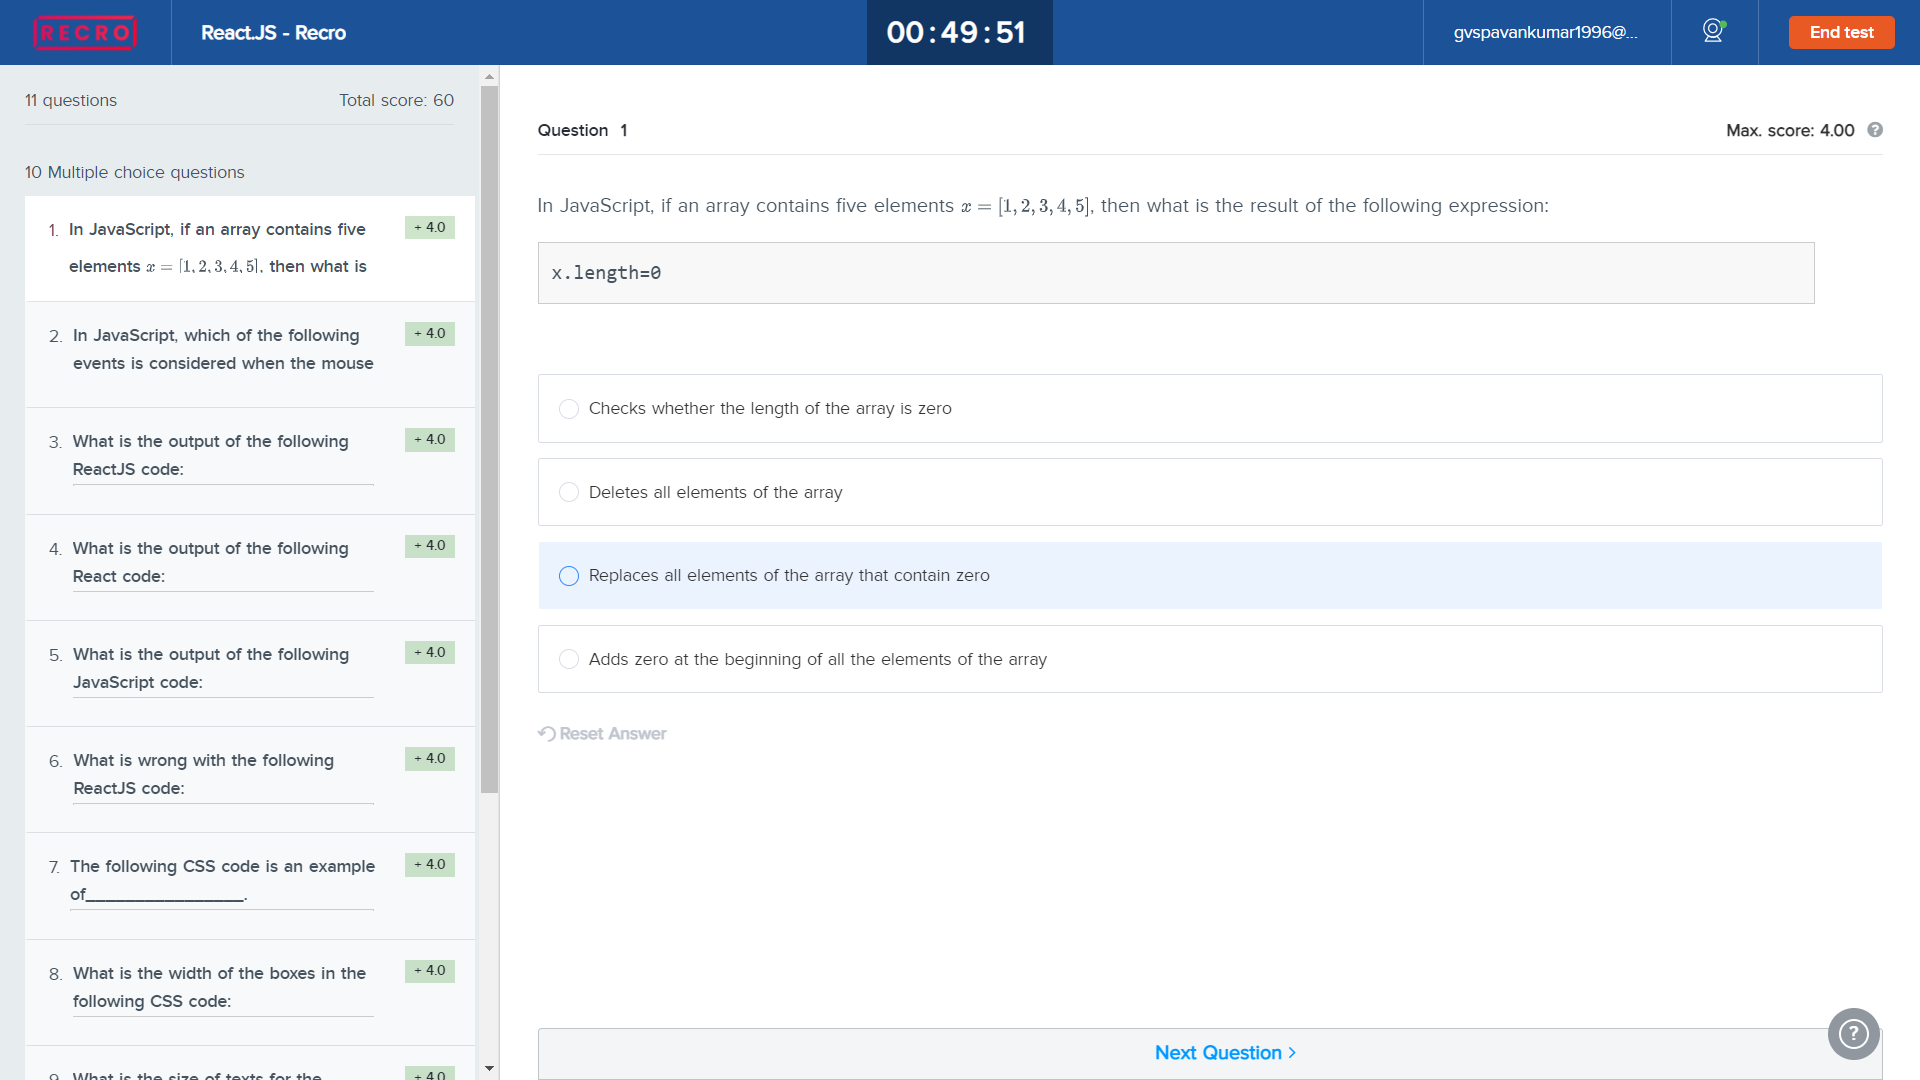 RECRO
React.JS - Recro
00:49:51
gvspavankumar1996@...
End test
11 questions
Total score: 60
10 Multiple choice questions
1. In JavaScript, if an array contains five
elements x = [1, 2, 3, 4, 5], then what is
+ 4.0
2. In JavaScript, which of the following
events is considered when the mouse
+ 4.0
3. What is the output of the following
ReactJS code:
+ 4.0
4. What is the output of the following
React code:
+ 4.0
5. What is the output of the following
JavaScript code:
+ 4.0
6. What is wrong with the following
ReactJS code:
+ 4.0
7. The following CSS code is an example
of________________.
+ 4.0
8. What is the width of the boxes in the
following CSS code:
+ 4.0
9. What is the size of texts for the
+ 4.0
Question 1
Max. score: 4.00 ?
In JavaScript, if an array contains five elements x = [1, 2, 3, 4, 5], then what is the result of the following expression:
x.length=0
Checks whether the length of the array is zero
Deletes all elements of the array
Replaces all elements of the array that contain zero
Adds zero at the beginning of all the elements of the array
Reset Answer
Next Question >
?